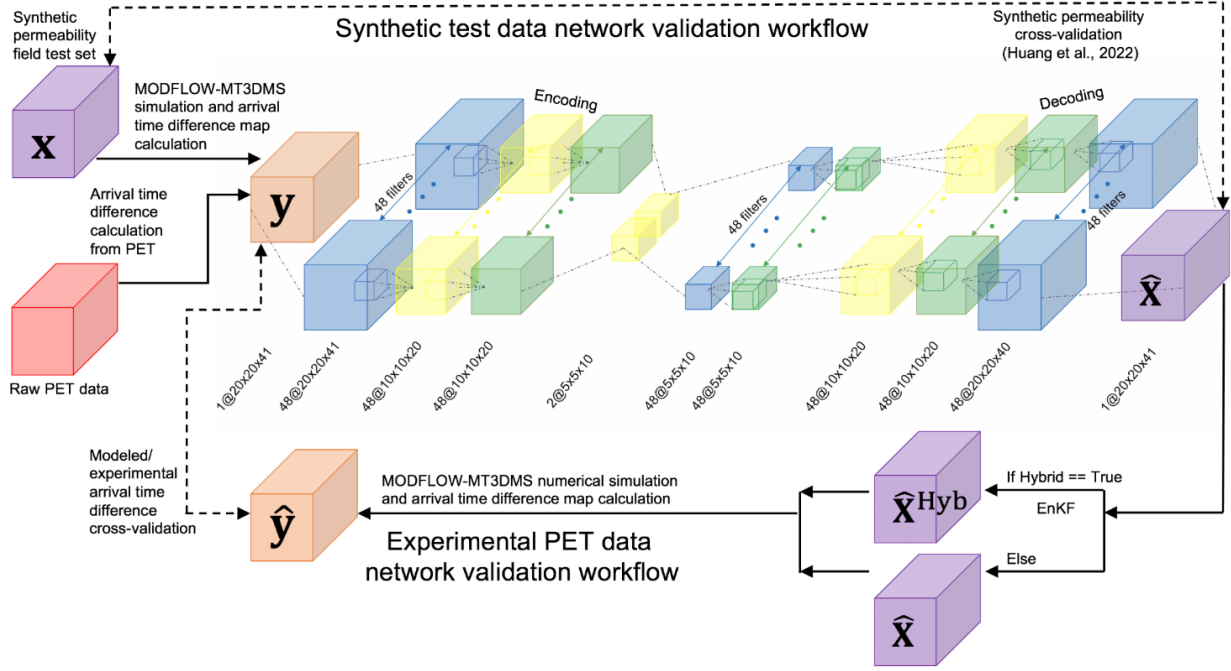 Synthetic
permeability
field test set
Synthetic test data network validation workflow
Synthetic permeability
cross-validation
(Huang et al., 2022)
MODFLOW-MT3DMS
simulation and arrival
time difference map
calculation
Encoding
Decoding
x
y
48 filters
48 filters
48 filters
48 filters
Arrival time
difference
calculation
from PET
x̂
Raw PET data
1@20x20x41
48@20x20x41
48@10x10x20
48@10x10x20
2@5x5x10
48@5x5x10
48@5x5x10
48@10x10x20
48@10x10x20
48@20x20x40
1@20x20x41
Modeled/
experimental
arrival time
difference
cross-validation
ŷ
MODFLOW-MT3DMS numerical simulation
and arrival time difference map calculation
Experimental PET data
network validation workflow
x̂Hyb
If Hybrid == True
EnKF
Else
x̂